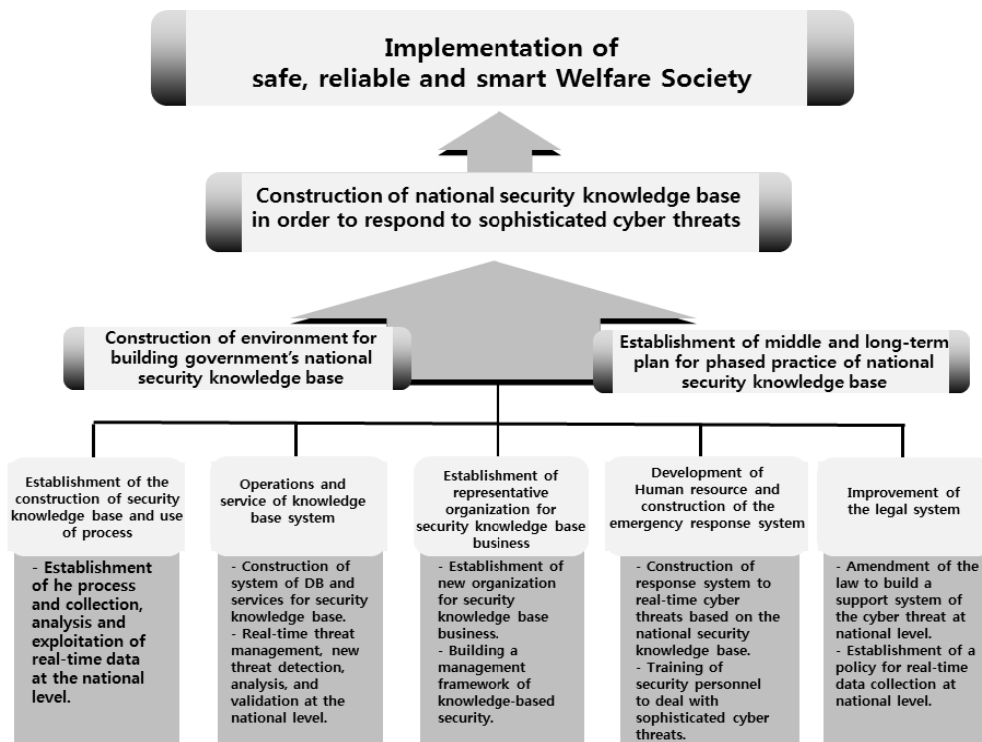 Implementation of
safe, reliable and smart Welfare Society
Construction of national security knowledge base
in order to respond to sophisticated cyber threats
Construction of environment for
building government’s national
security knowledge base
Establishment of middle and long-term
plan for phased practice of national
security knowledge base
Establishment of the
construction of security
knowledge base and use
of process
- Establishment
of he process
and collection,
analysis and
exploitation of
real-time data
at the national
level.
Operations and
service of knowledge
base system
- Construction of
system of DB and
services for security
knowledge base.
- Real-time threat
management, new
threat detection,
analysis, and
validation at the
national level.
Establishment of
representative
organization for
security knowledge base
business
- Establishment of
new organization
for security
knowledge base
business.
- Building a
management
framework of
knowledge-based
security.
Development of
Human resource and
construction of the
emergency response system
- Construction of
response system to
real-time cyber
threats based on the
national security
knowledge base.
- Training of
security personnel
to deal with
sophisticated cyber
threats.
Improvement of
the legal system
- Amendment of the
law to build a
support system of
the cyber threat at
national level.
- Establishment of a
policy for real-time
data collection at
national level.